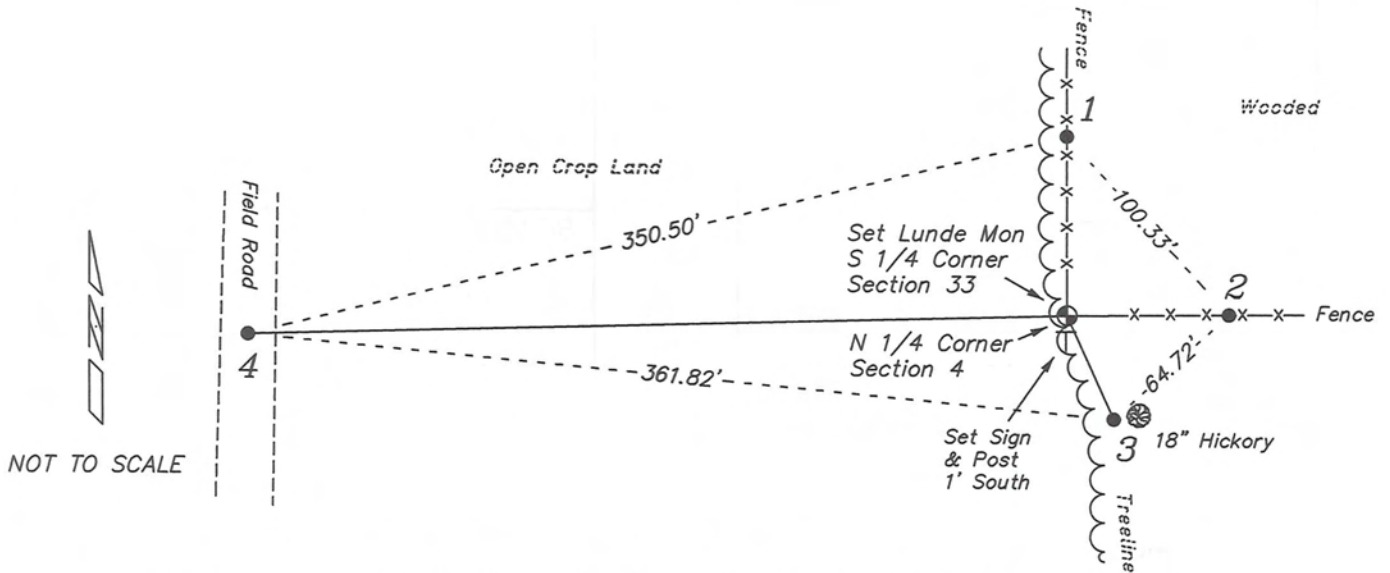 Fence
1
Wooded
Open Crop Land
Field Road
350.50'
100.33'
Set Lunde Mon
S 1/4 Corner
Section 33
2
Fence
N
4
N 1/4 Corner
Section 4
361.82'
64.72'
Set Sign
& Post
1' South
3
18" Hickory
NOT TO SCALE
Treeline